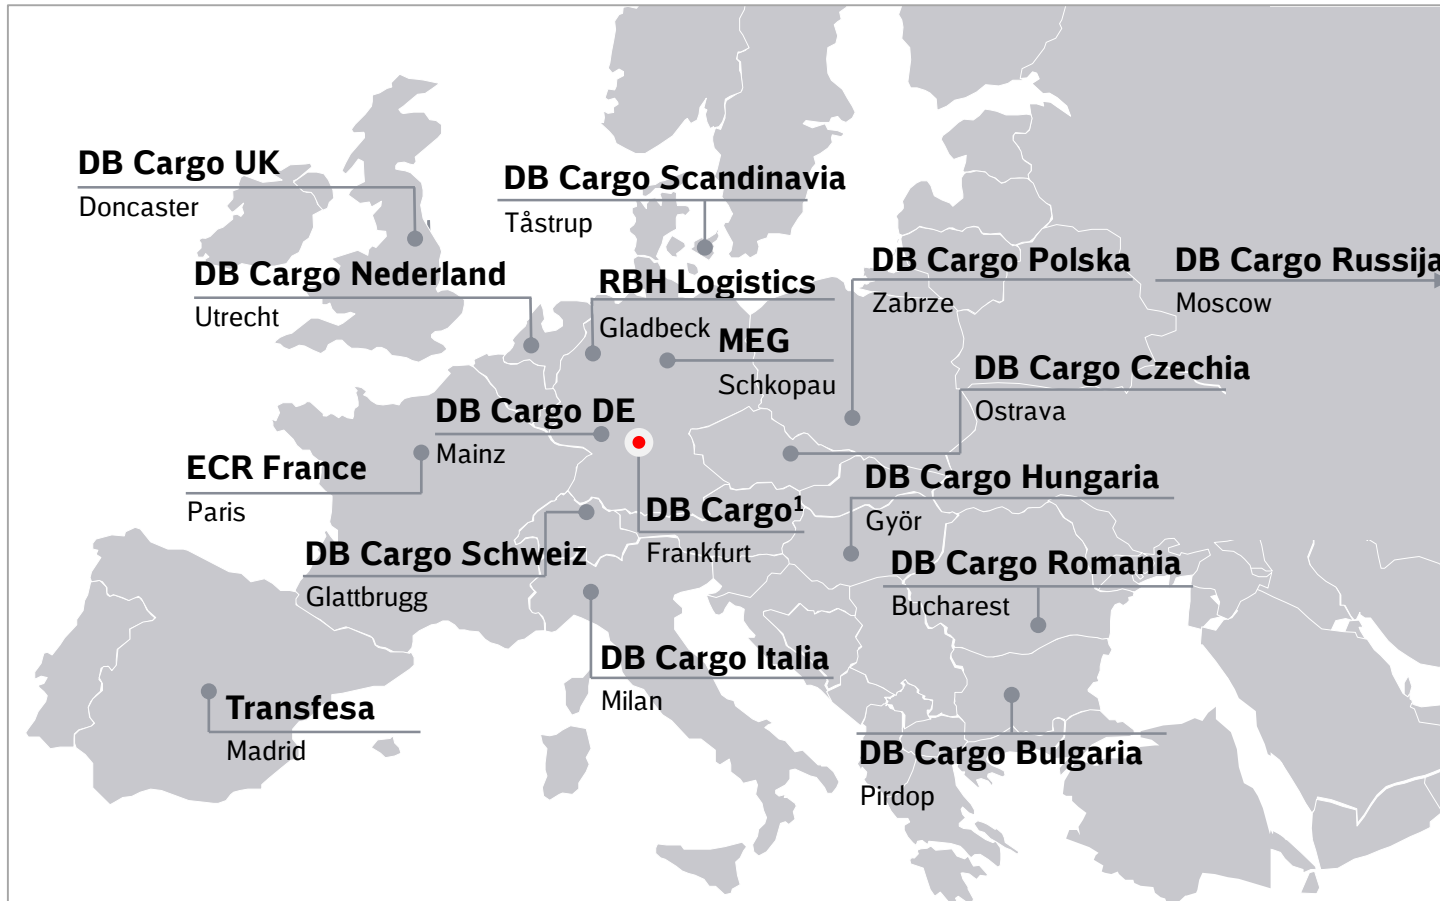 DB Cargo UK
Doncaster
DB Cargo Scandinavia
Tåstrup
DB Cargo Nederland
Utrecht
RBH Logistics
Gladbeck
MEG
Schkopau
DB Cargo Polska
Zabrze
DB Cargo Russija
Moscow
DB Cargo Czechia
Ostrava
DB Cargo DE
Mainz
ECR France
Paris
DB Cargo¹
Frankfurt
DB Cargo Hungaria
Györ
DB Cargo Schweiz
Glattbrugg
DB Cargo Romania
Bucharest
DB Cargo Italia
Milan
Transfesa
Madrid
DB Cargo Bulgaria
Pirdop